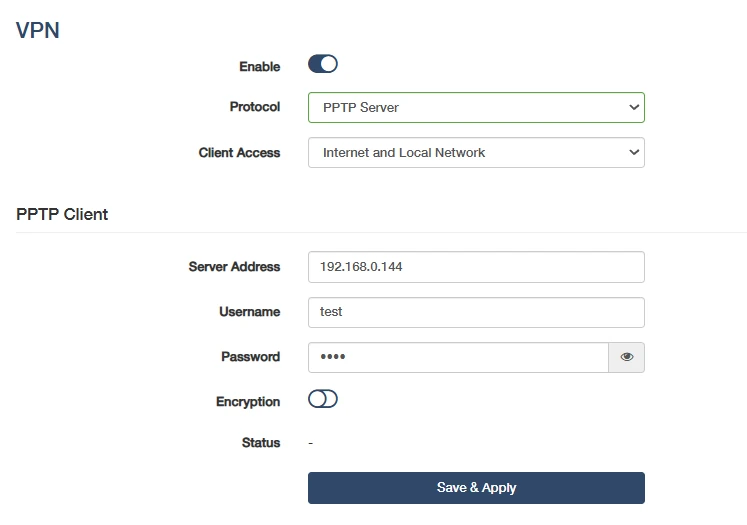 VPN
Enable
Protocol PPTP Server
Client Access Internet and Local Network
PPTP Client
Server Address 192.168.0.144
Username test
Password ••••
Encryption
Status -
Save & Apply